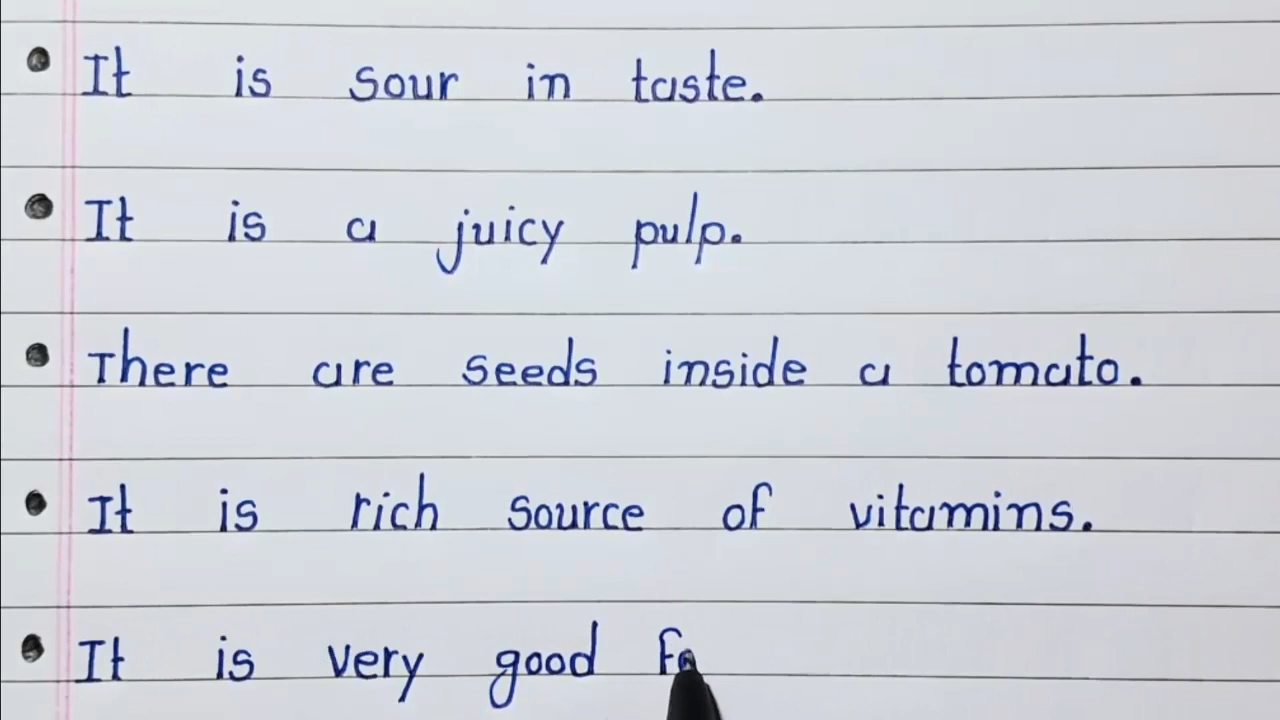 It is sour in taste.
It is a juicy pulp.
There are seeds inside a tomato.
It is rich source of vitamins.
It is very good